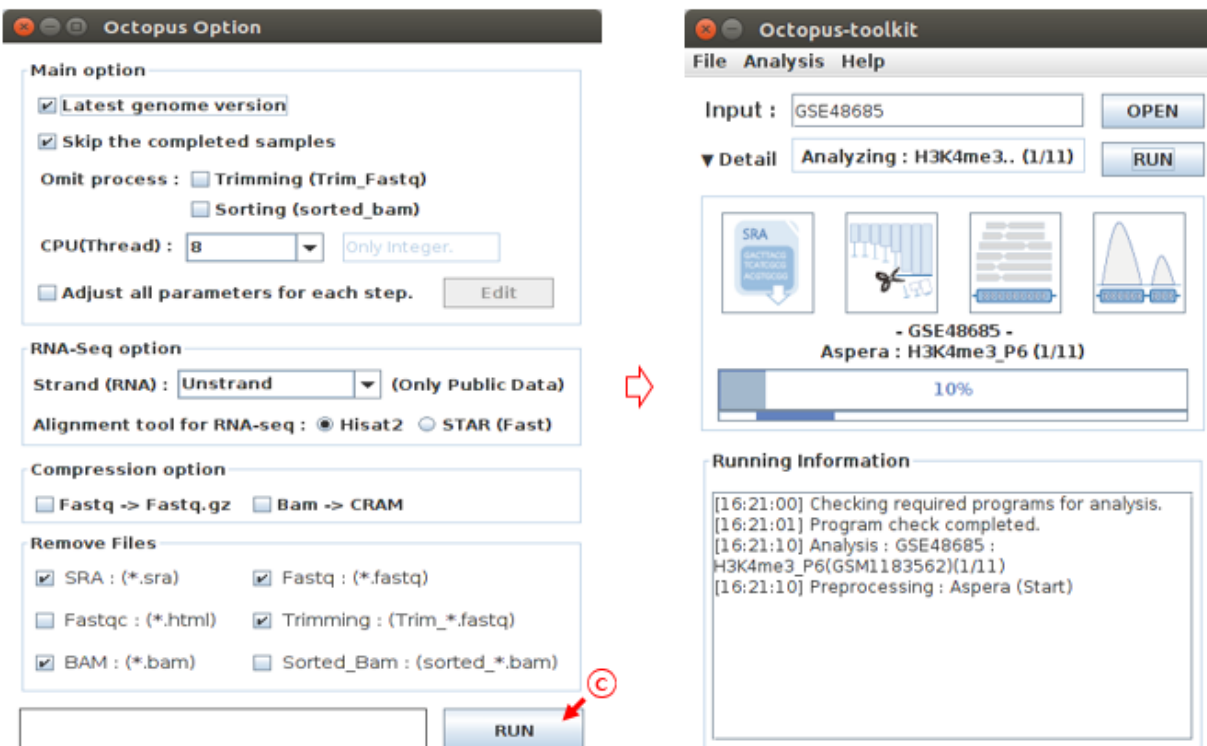 Octopus Option
Main option
Latest genome version
Skip the completed samples
Omit process : Trimming (Trim_Fastq)
Sorting (sorted_bam)
CPU(Thread) : 8 Only Integer.
Adjust all parameters for each step. Edit
RNA-Seq option
Strand (RNA) : Unstrand (Only Public Data)
Alignment tool for RNA-seq : Hisat2 STAR (Fast)
Compression option
Fastq -> Fastq.gz Bam -> CRAM
Remove Files
SRA : (*.sra) Fastq : (*.fastq)
Fastqc : (*.html) Trimming : (Trim_*.fastq)
BAM : (*.bam) Sorted_Bam : (sorted_*.bam)
C
RUN
Octopus-toolkit
File Analysis Help
Input : GSE48685 OPEN
Detail Analyzing : H3K4me3.. (1/11) RUN
SRA
GACTTACG
TCATCGCG
ACGTGCGG
- GSE48685 -
Aspera : H3K4me3_P6 (1/11)
10%
Running Information
[16:21:00] Checking required programs for analysis.
[16:21:01] Program check completed.
[16:21:10] Analysis : GSE48685 :
H3K4me3_P6(GSM1183562)(1/11)
[16:21:10] Preprocessing : Aspera (Start)